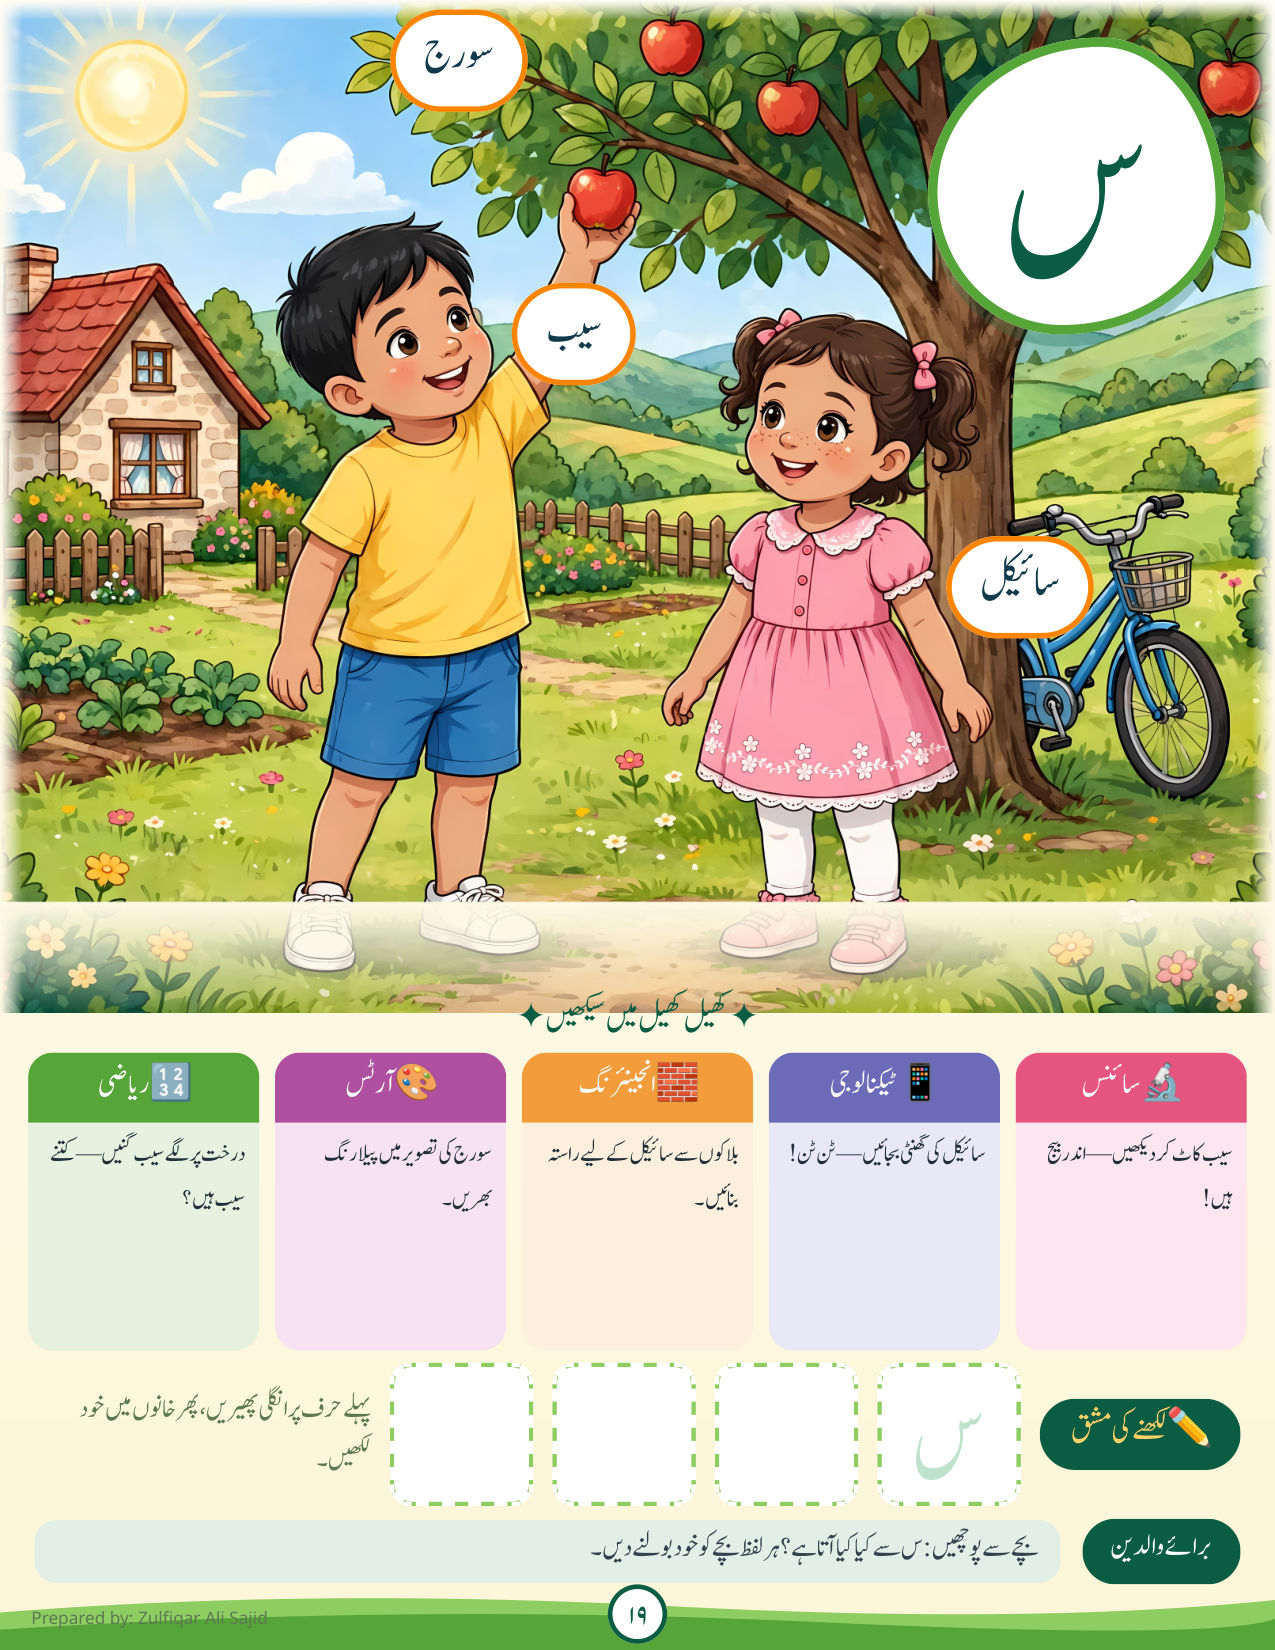 سورج
س
سیب
سائیکل
✦ کھیل کھیل میں سیکھیں ✦
🔬 سائنس
سیب کاٹ کر دیکھیں — اندر بیج
ہیں!
📱 ٹیکنالوجی
سائیکل کی گھنٹی بجائیں — ٹن ٹن!
🧱 انجینئرنگ
بلاکوں سے سائیکل کے لیے راستہ
بنائیں۔
🎨 آرٹس
سورج کی تصویر میں پیلا رنگ
بھریں۔
🔢 ریاضی
درخت پر لگے سیب گنیں — کتنے
سیب ہیں؟
✏️ لکھنے کی مشق
س
پہلے حرف پر انگلی پھیریں، پھر خانوں میں خود
لکھیں۔
برائے والدین
بچے سے پوچھیں: س سے کیا کیا آتا ہے؟ ہر لفظ بچے کو خود بولنے دیں۔
Prepared by: Zulfiqar Ali Sajid
۱۹